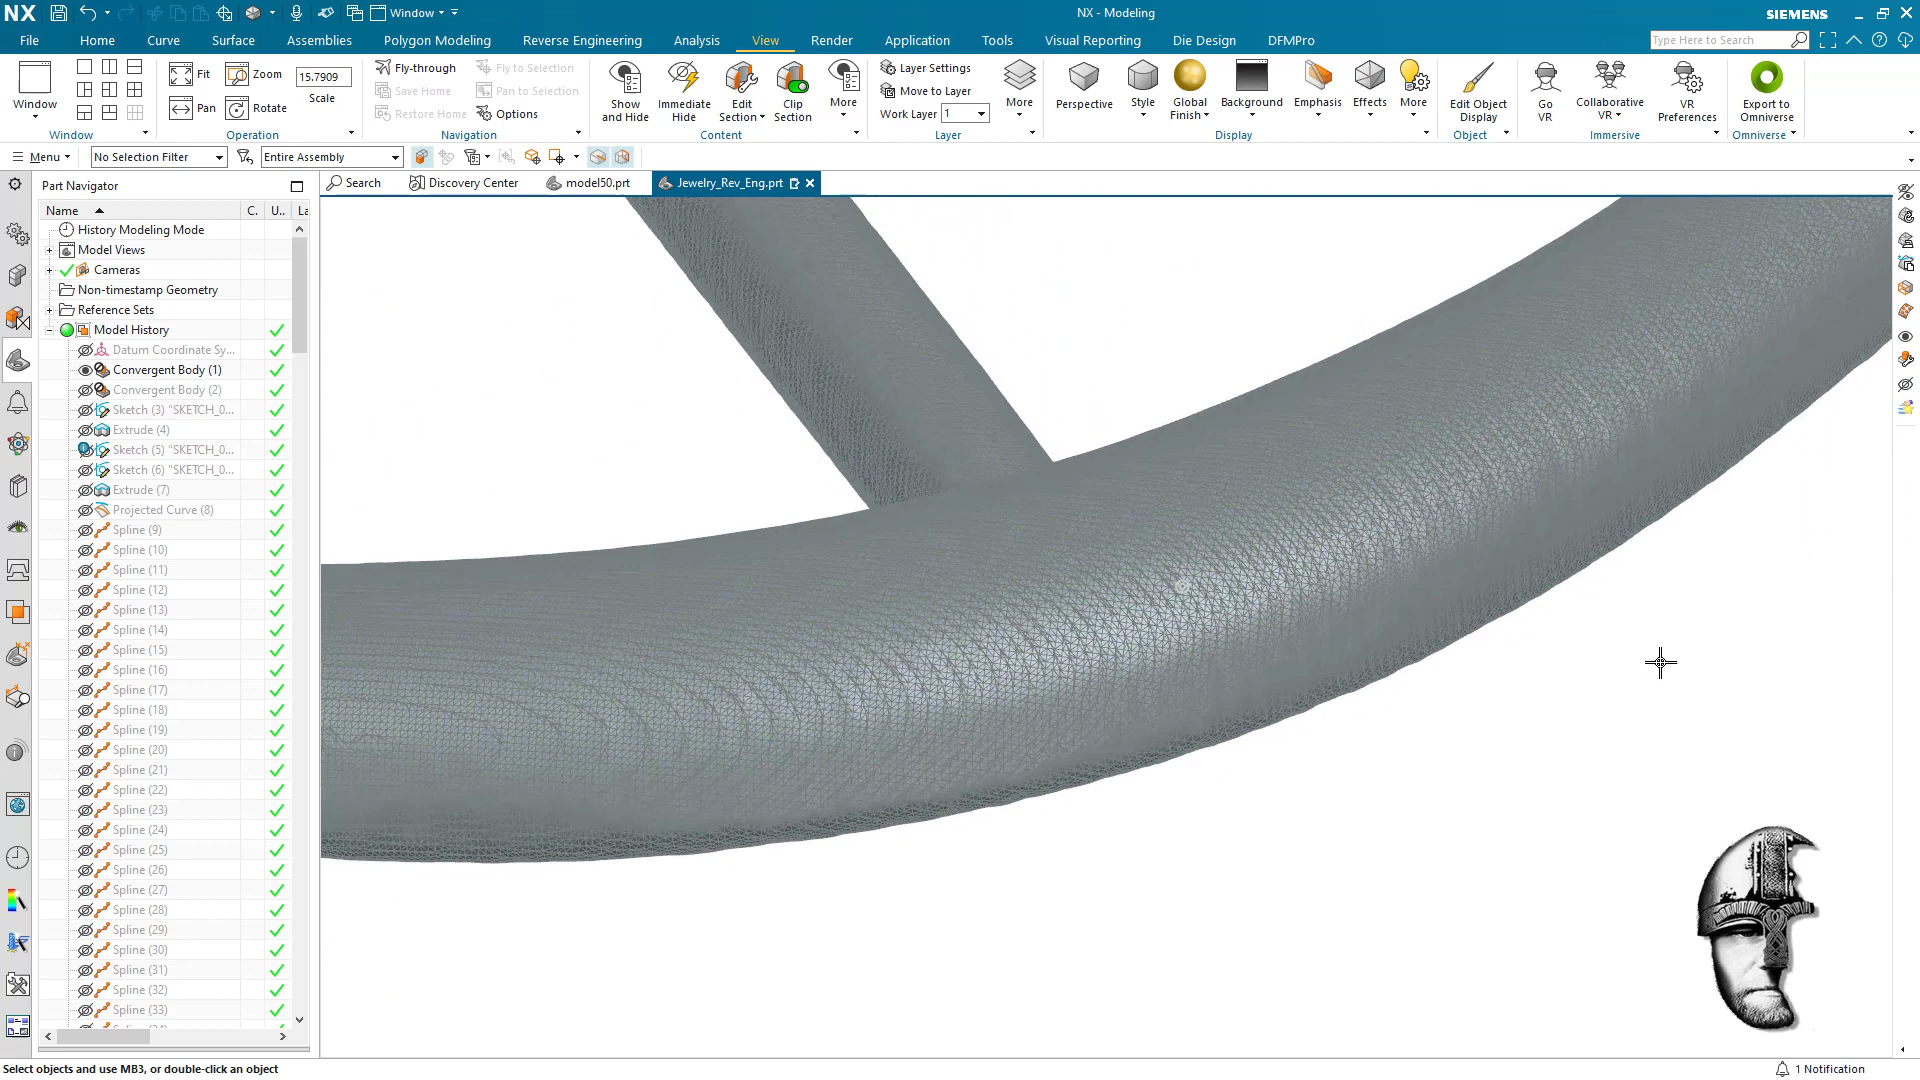 NX
Window
NX - Modeling
SIEMENS
File
Home
Curve
Surface
Assemblies
Polygon Modeling
Reverse Engineering
Analysis
View
Render
Application
Tools
Visual Reporting
Die Design
DFMPro
Type Here to Search
Window
Window
Fit
Zoom
15.7909
Pan
Rotate
Scale
Operation
Fly-through
Fly to Selection
Save Home
Pan to Selection
Restore Home
Options
Navigation
Show and Hide
Immediate Hide
Edit Section
Clip Section
More
Content
Layer Settings
Move to Layer
Work Layer 1
More
Layer
Perspective
Style
Global Finish
Background
Emphasis
Effects
More
Display
Edit Object Display
Object
Go VR
Collaborative VR
VR Preferences
Immersive
Export to Omniverse
Omniverse
Menu
No Selection Filter
Entire Assembly
Part Navigator
Search
Discovery Center
model50.prt
Jewelry_Rev_Eng.prt
Name
C.
U..
La
History Modeling Mode
Model Views
Cameras
Non-timestamp Geometry
Reference Sets
Model History
Datum Coordinate Sy...
Convergent Body (1)
Convergent Body (2)
Sketch (3) "SKETCH_0...
Extrude (4)
Sketch (5) "SKETCH_0...
Sketch (6) "SKETCH_0...
Extrude (7)
Projected Curve (8)
Spline (9)
Spline (10)
Spline (11)
Spline (12)
Spline (13)
Spline (14)
Spline (15)
Spline (16)
Spline (17)
Spline (18)
Spline (19)
Spline (20)
Spline (21)
Spline (22)
Spline (23)
Spline (24)
Spline (25)
Spline (26)
Spline (27)
Spline (28)
Spline (29)
Spline (30)
Spline (31)
Spline (32)
Spline (33)
Select objects and use MB3, or double-click an object
1 Notification